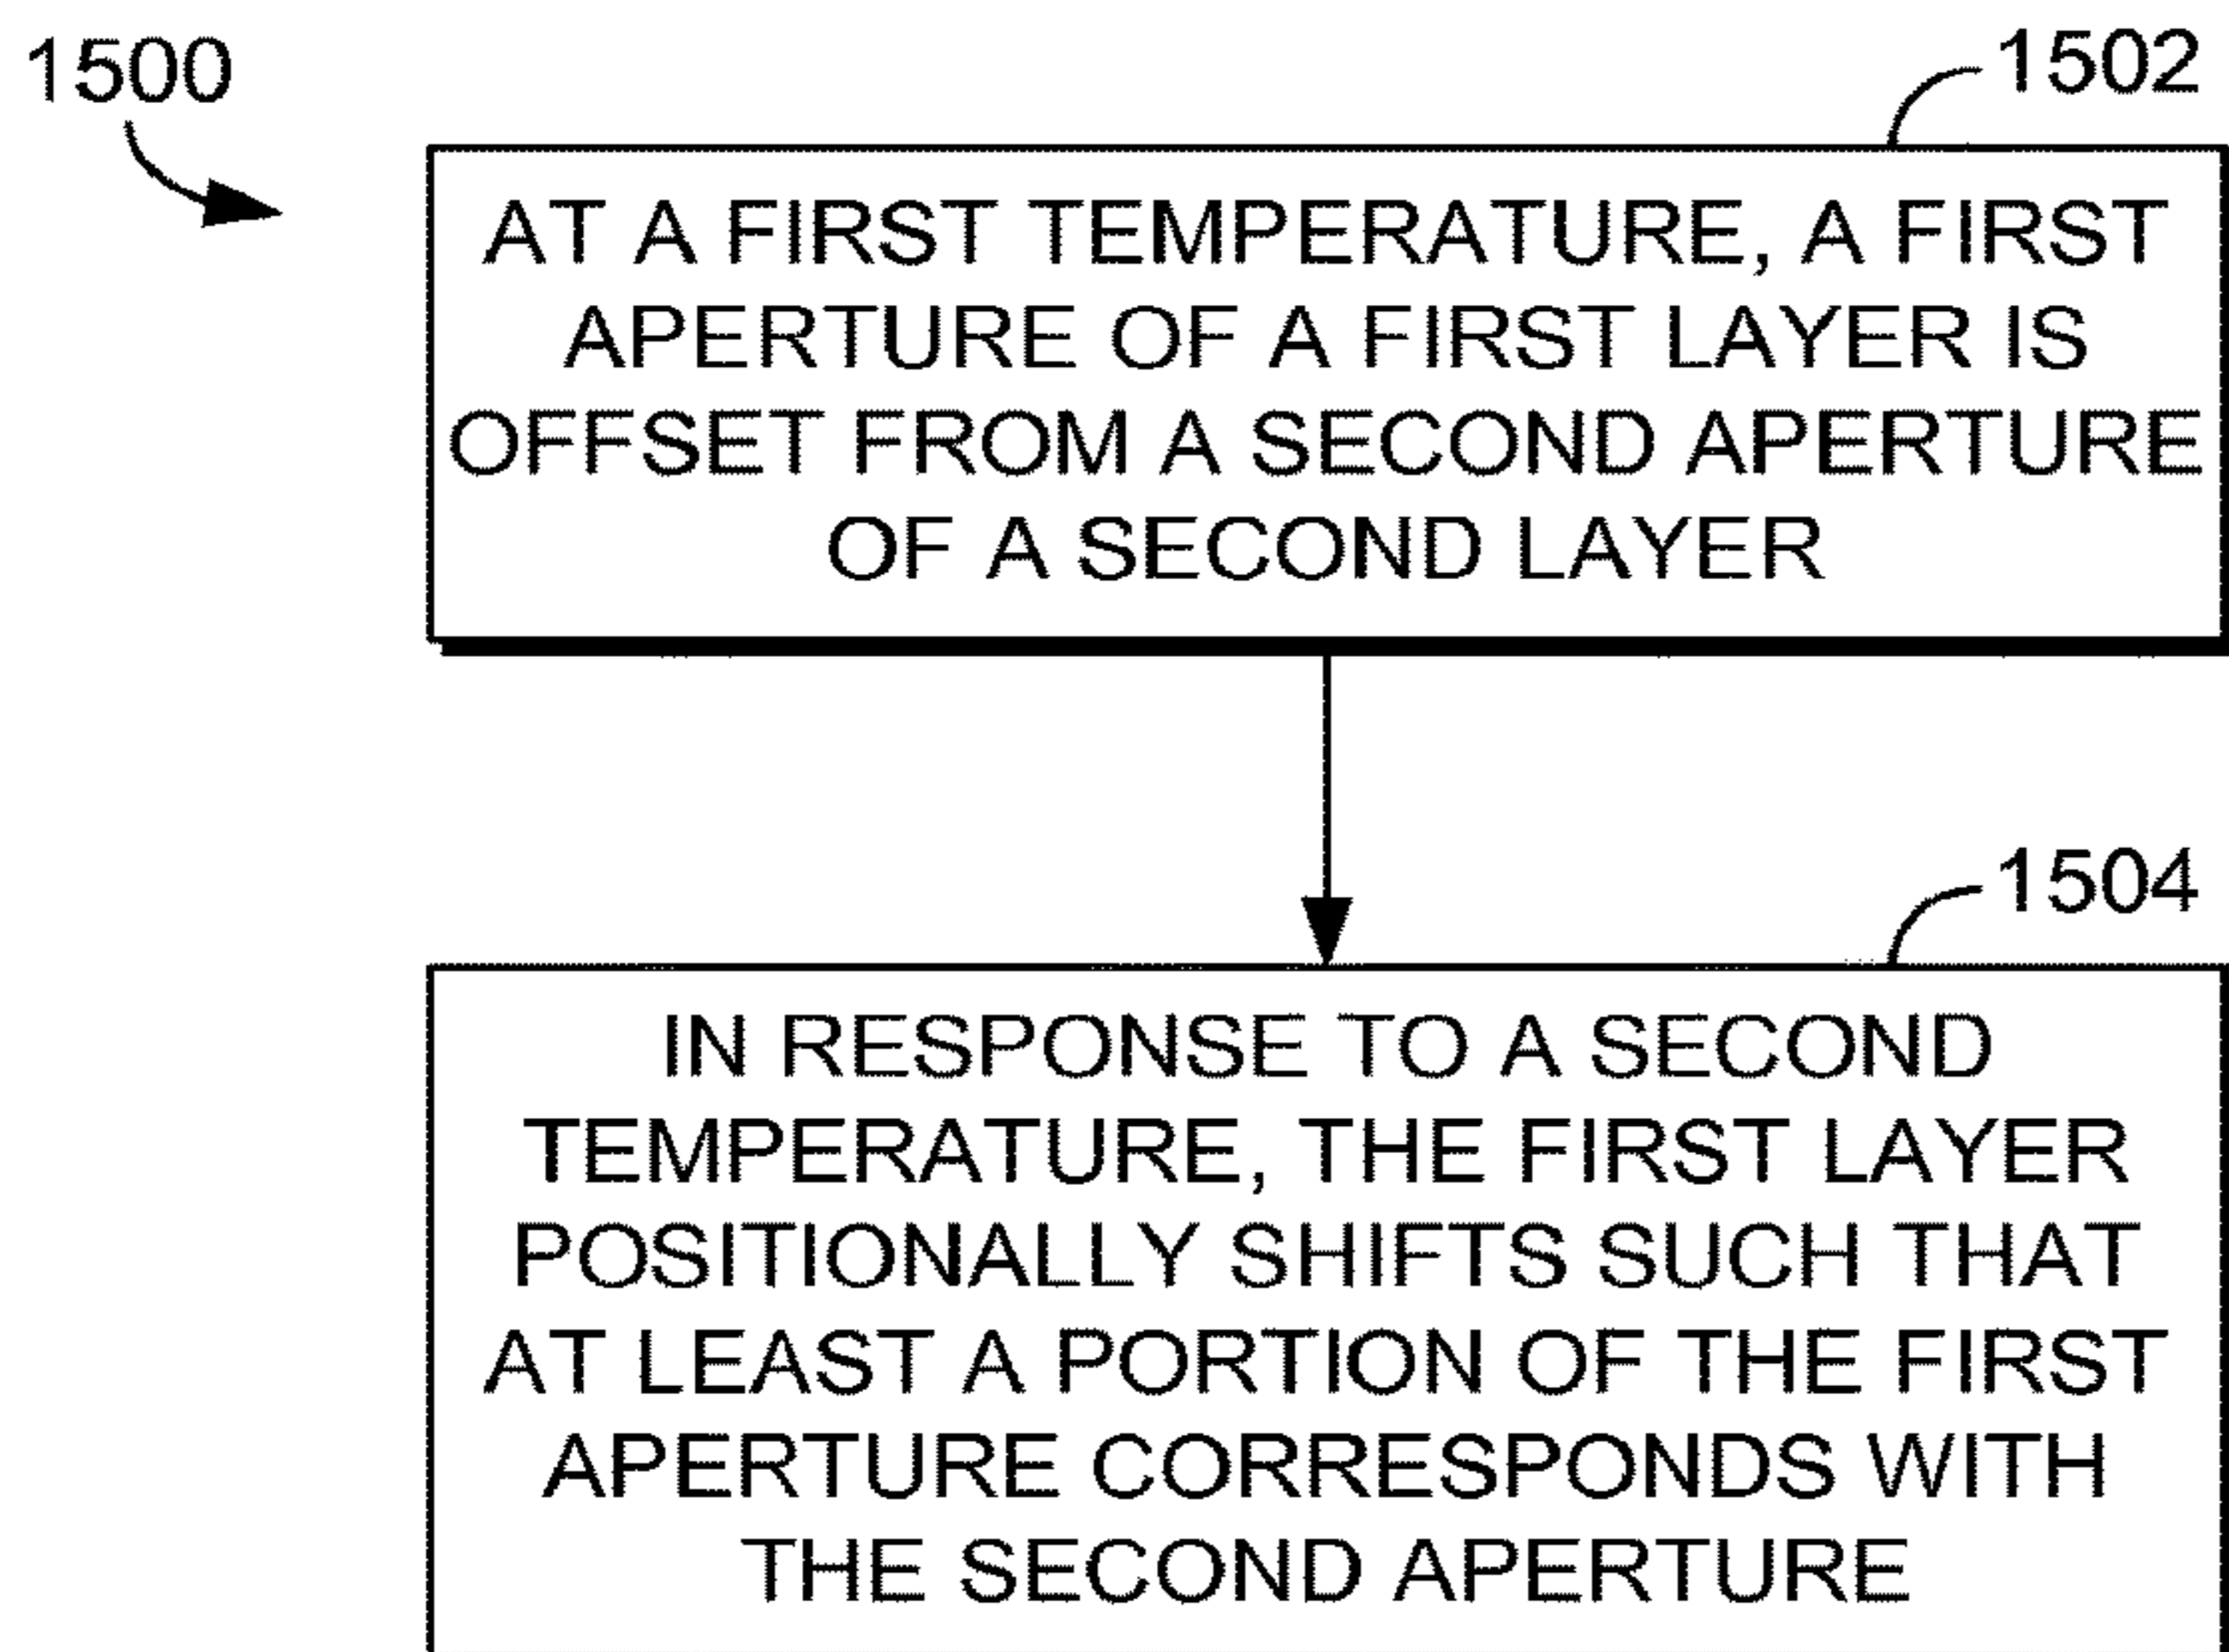 1500
1502
AT A FIRST TEMPERATURE, A FIRST
APERTURE OF A FIRST LAYER IS
OFFSET FROM A SECOND APERTURE
OF A SECOND LAYER
1504
IN RESPONSE TO A SECOND
TEMPERATURE, THE FIRST LAYER
POSITIONALLY SHIFTS SUCH THAT
AT LEAST A PORTION OF THE FIRST
APERTURE CORRESPONDS WITH
THE SECOND APERTURE